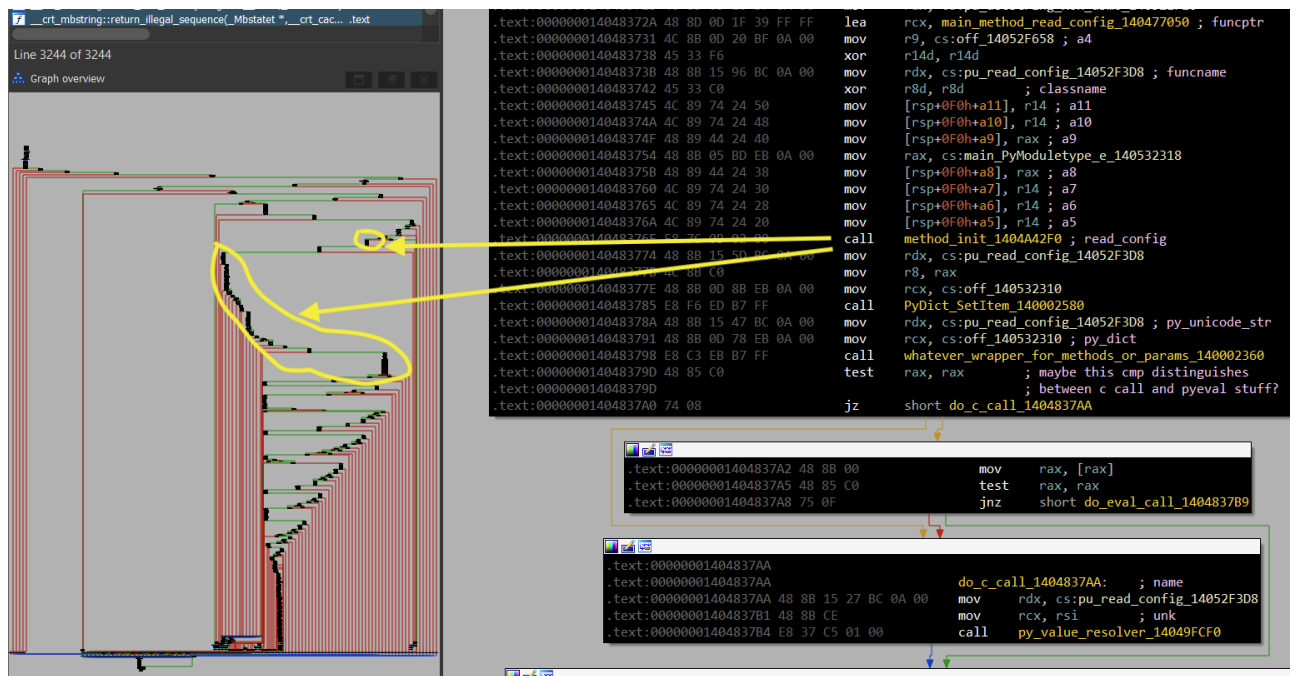 __crt_mbstring::return_illegal_sequence(_Mbstatet *,__crt_cac... .text
Line 3244 of 3244
Graph overview
.text:000000014048372A 48 8D 0D 1F 39 FF FF lea rcx, main_method_read_config_140477050 ; funcptr
.text:0000000140483731 4C 8B 0D 20 BF 0A 00 mov r9, cs:off_14052F658 ; a4
.text:0000000140483738 45 33 F6 xor r14d, r14d
.text:000000014048373B 48 8B 15 96 BC 0A 00 mov rdx, cs:pu_read_config_14052F3D8 ; funcname
.text:0000000140483742 45 33 C0 xor r8d, r8d ; classname
.text:0000000140483745 4C 89 74 24 50 mov [rsp+0F0h+a11], r14 ; a11
.text:000000014048374A 4C 89 74 24 48 mov [rsp+0F0h+a10], r14 ; a10
.text:000000014048374F 48 89 44 24 40 mov [rsp+0F0h+a9], rax ; a9
.text:0000000140483754 48 8B 05 BD EB 0A 00 mov rax, cs:main_PyModuletype_e_140532318
.text:000000014048375B 48 89 44 24 38 mov [rsp+0F0h+a8], rax ; a8
.text:0000000140483760 4C 89 74 24 30 mov [rsp+0F0h+a7], r14 ; a7
.text:0000000140483765 4C 89 74 24 28 mov [rsp+0F0h+a6], r14 ; a6
.text:000000014048376A 4C 89 74 24 20 mov [rsp+0F0h+a5], r14 ; a5
call method_init_1404A42F0 ; read_config
.text:0000000140483774 48 8B 15 mov rdx, cs:pu_read_config_14052F3D8
4C 8B C0 mov r8, rax
.text:000000014048377E 48 8B 0D 8B EB 0A 00 mov rcx, cs:off_140532310
.text:0000000140483785 E8 F6 ED B7 FF call PyDict_SetItem_140002580
.text:000000014048378A 48 8B 15 47 BC 0A 00 mov rdx, cs:pu_read_config_14052F3D8 ; py_unicode_str
.text:0000000140483791 48 8B 0D 78 EB 0A 00 mov rcx, cs:off_140532310 ; py_dict
.text:0000000140483798 E8 C3 EB B7 FF call whatever_wrapper_for_methods_or_params_140002360
.text:000000014048379D 48 85 C0 test rax, rax ; maybe this cmp distinguishes
.text:000000014048379D ; between c call and pyeval stuff?
.text:00000001404837A0 74 08 jz short do_c_call_1404837AA
.text:00000001404837A2 48 8B 00 mov rax, [rax]
.text:00000001404837A5 48 85 C0 test rax, rax
.text:00000001404837A8 75 0F jnz short do_eval_call_1404837B9
.text:00000001404837AA
.text:00000001404837AA do_c_call_1404837AA: ; name
.text:00000001404837AA 48 8B 15 27 BC 0A 00 mov rdx, cs:pu_read_config_14052F3D8
.text:00000001404837B1 48 8B CE mov rcx, rsi ; unk
.text:00000001404837B4 E8 37 C5 01 00 call py_value_resolver_14049FCF0